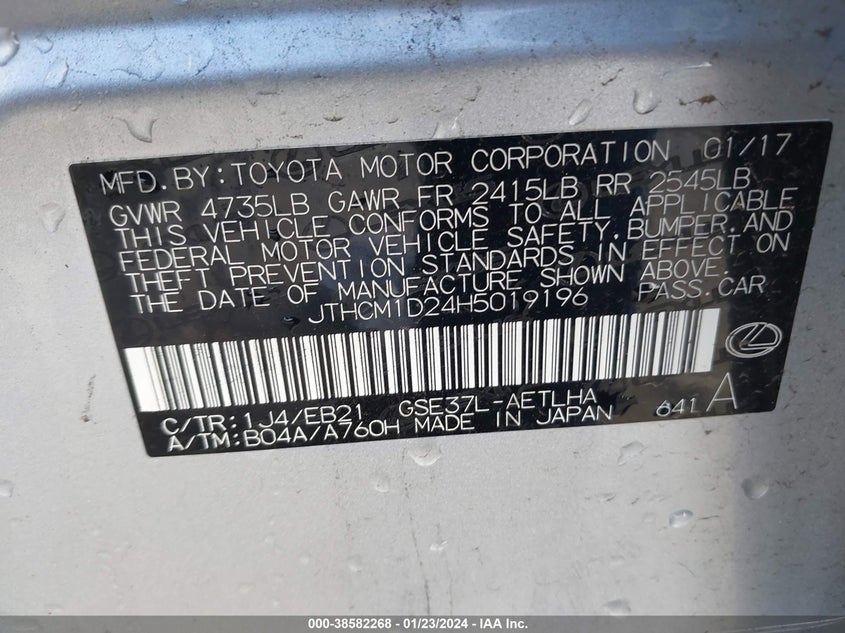 MFD. BY: TOYOTA MOTOR CORPORATION 01/17
GVWR 4735LB GAWR FR 2415LB RR 2545LB
THIS VEHICLE CONFORMS TO ALL APPLICABLE
FEDERAL MOTOR VEHICLE SAFETY, BUMPER, AND
THEFT PREVENTION STANDARDS IN EFFECT ON
THE DATE OF MANUFACTURE SHOWN ABOVE.
JTHCM1D24H5019196 PASS. CAR
C/TR: 1J4/EB21 GSE37L-AETLHA 641 A
A/TM: B04A/A760H MADE IN JAPAN
000-38582268 - 01/23/2024 - © IAA Inc.